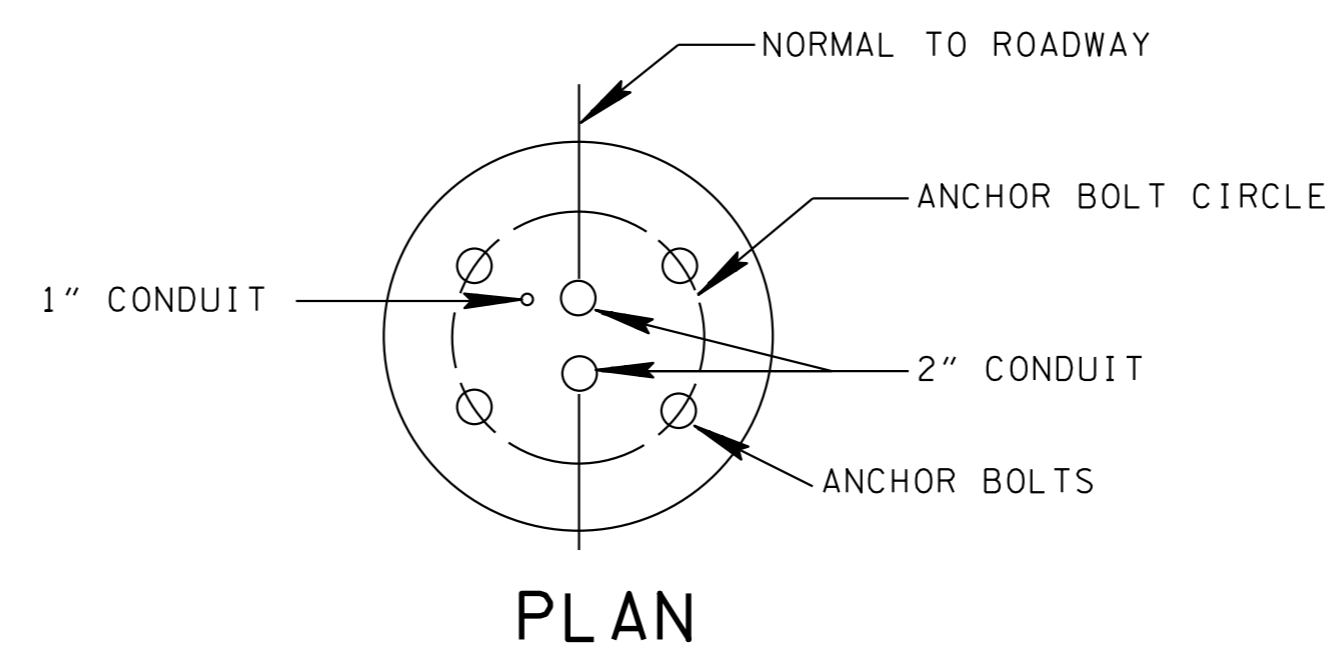 NORMAL TO ROADWAY
ANCHOR BOLT CIRCLE
1" CONDUIT
2" CONDUIT
ANCHOR BOLTS
PLAN